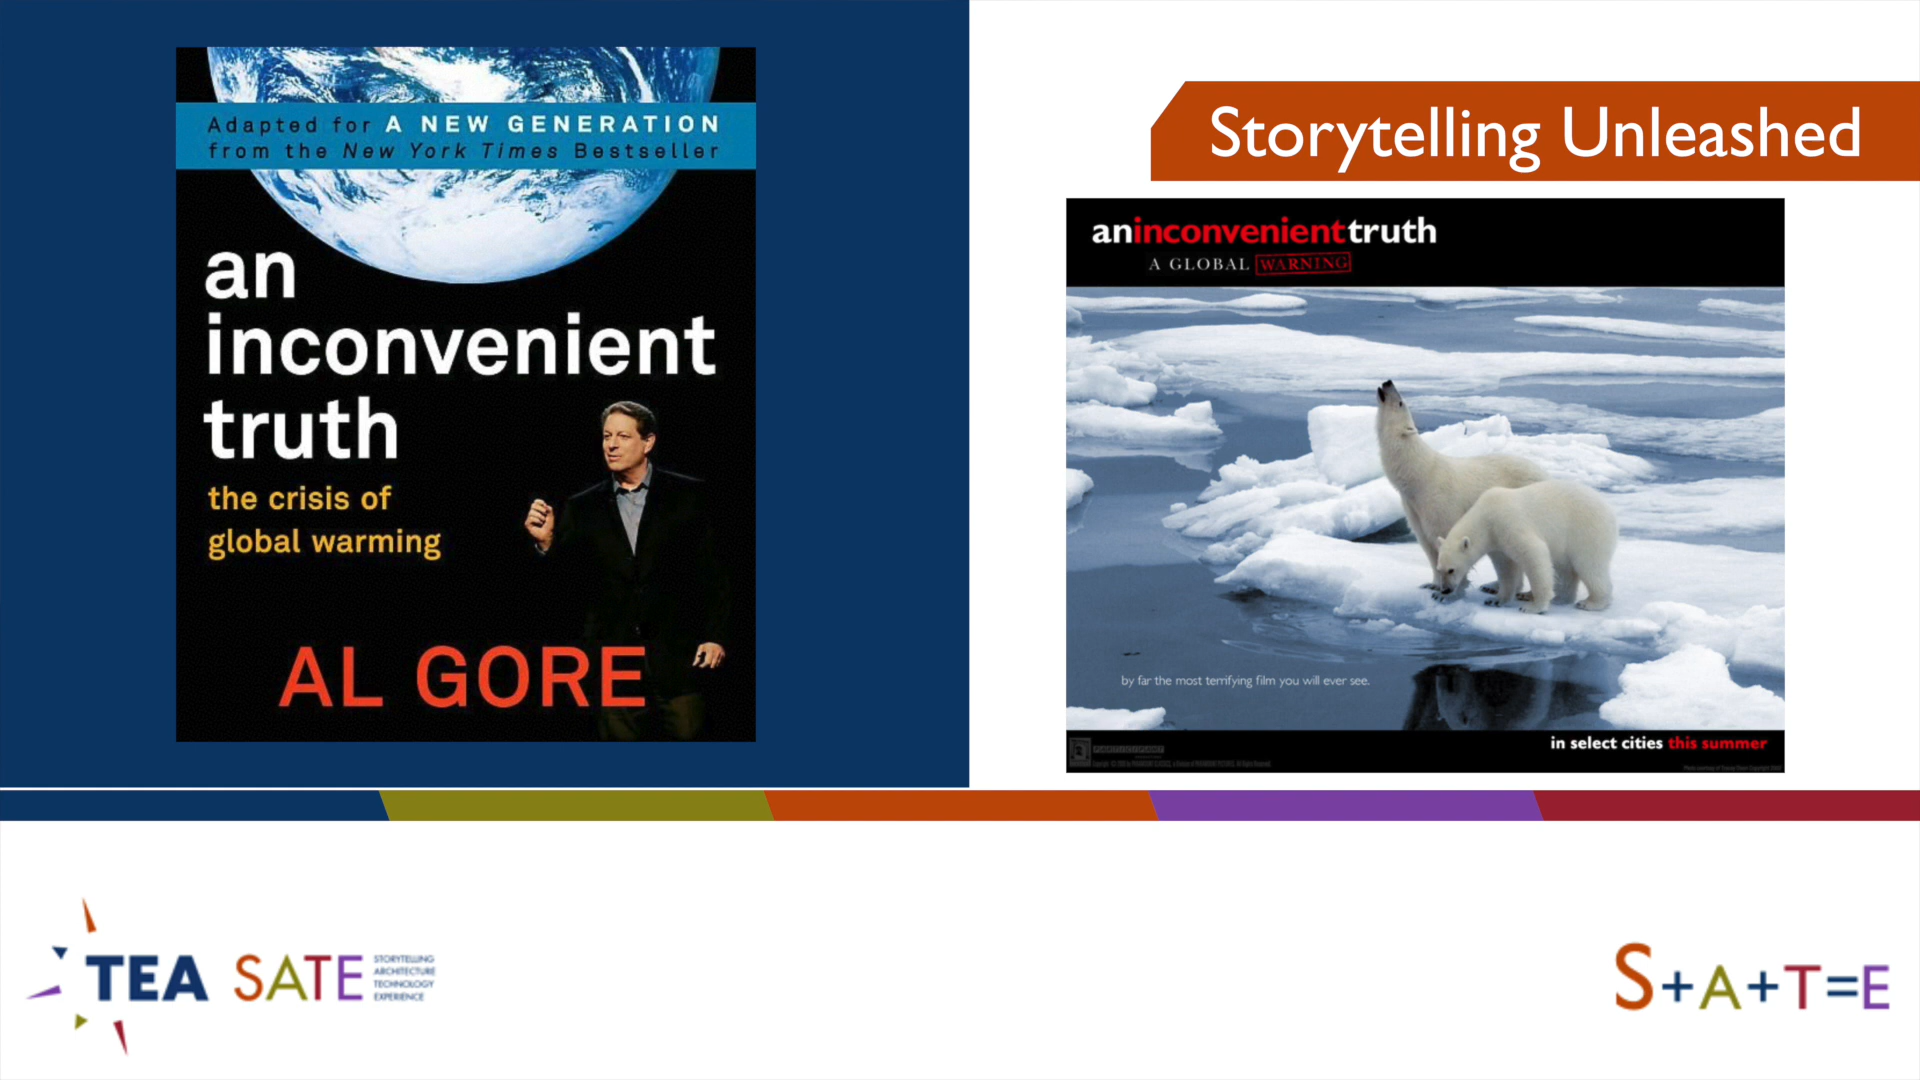 Adapted for A NEW GENERATION
from the New York Times Bestseller
an
inconvenient
truth
the crisis of
global warming
AL GORE
Storytelling Unleashed
aninconvenienttruth
A GLOBAL WARNING
by far the most terrifying film you will ever see.
in select cities this summer
TEA SATE
STORYTELLING
ARCHITECTURE
TECHNOLOGY
EXPERIENCE
S+A+T=E